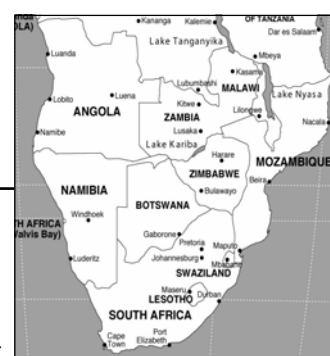 Kananga
Kalemie
OF TANZANIA
Dar es Salaam
Lake Tanganyika
Luanda
Mbeya
Kasama
Lubumbashi
MALAWI
Lake Nyasa
Lobito
Luena
Kitwe
ANGOLA
ZAMBIA
Lilongwe
Nacala
Lusaka
Namibe
Lake Kariba
Harare
MOZAMBIQUE
ZIMBABWE
NAMIBIA
Beira
Bulawayo
BOTSWANA
Windhoek
TH AFRICA
Valvis Bay)
Gaborone
Pretoria
Maputo
Johannesburg
Mbabane
Luderitz
SWAZILAND
Maseru
LESOTHO
Durban
SOUTH AFRICA
Cape
Town
Port
Elizabeth